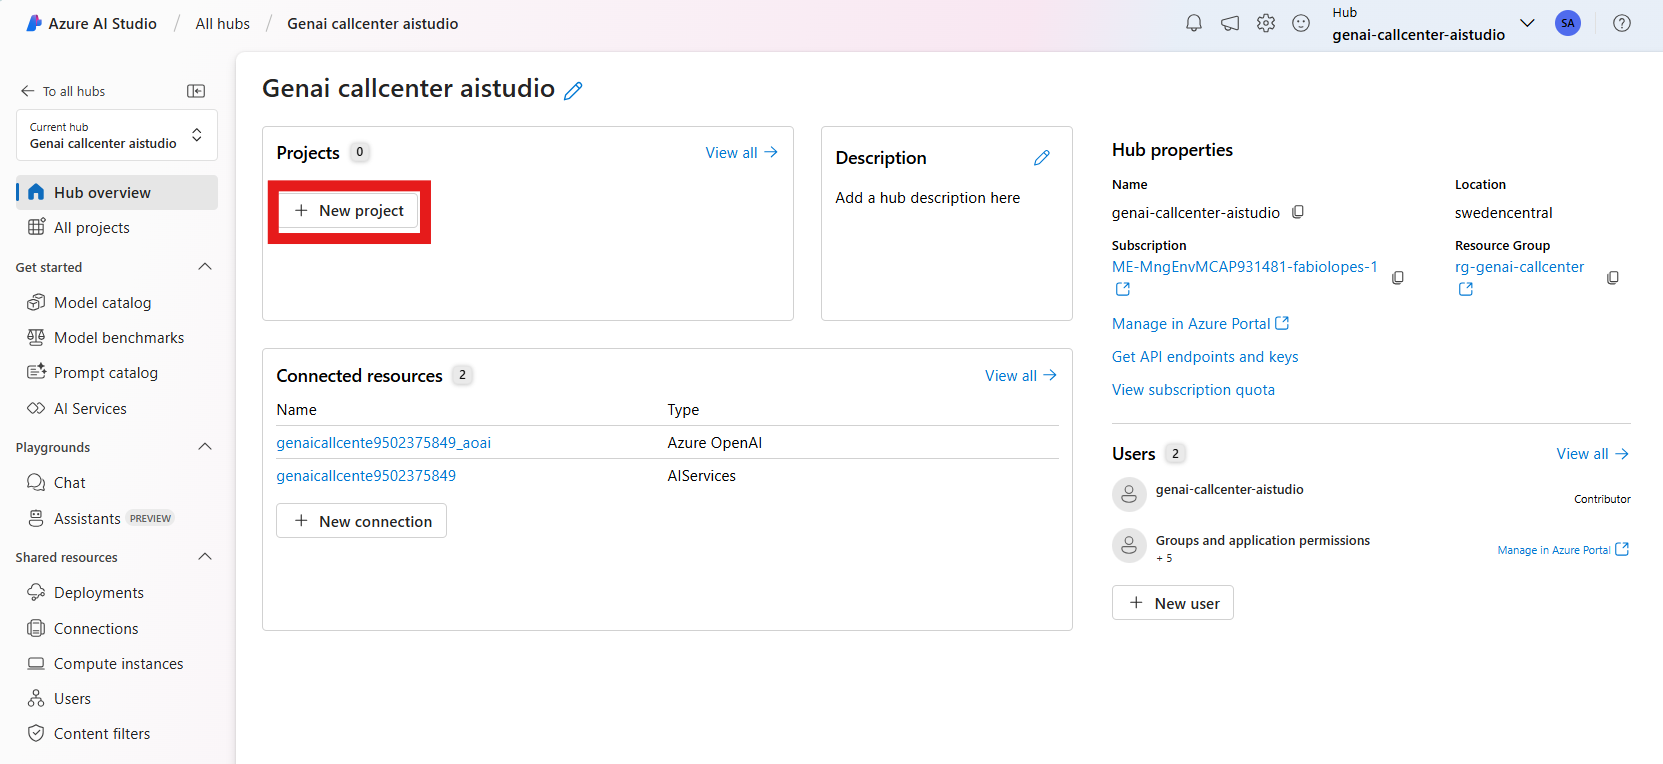 Azure AI Studio / All hubs / Genai callcenter aistudio
Hub
genai-callcenter-aistudio
SA
To all hubs
Current hub
Genai callcenter aistudio
Hub overview
All projects
Get started
Model catalog
Model benchmarks
Prompt catalog
AI Services
Playgrounds
Chat
Assistants PREVIEW
Shared resources
Deployments
Connections
Compute instances
Users
Content filters
Genai callcenter aistudio
Projects 0 View all
+ New project
Description
Add a hub description here
Connected resources 2 View all
Name Type
genaicallcente9502375849_aoai Azure OpenAI
genaicallcente9502375849 AIServices
+ New connection
Hub properties
Name Location
genai-callcenter-aistudio swedencentral
Subscription Resource Group
ME-MngEnvMCAP931481-fabiolopes-1 rg-genai-callcenter
Manage in Azure Portal
Get API endpoints and keys
View subscription quota
Users 2 View all
genai-callcenter-aistudio
Contributor
Groups and application permissions
+ 5
Manage in Azure Portal
+ New user